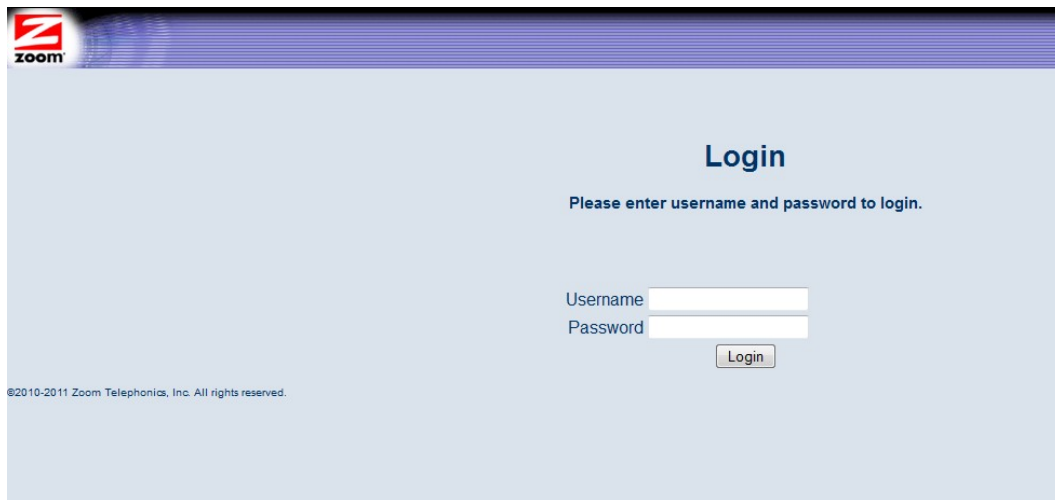 Z
zoom
Login
Please enter username and password to login.
Username
Password
Login
©2010-2011 Zoom Telephonics, Inc. All rights reserved.